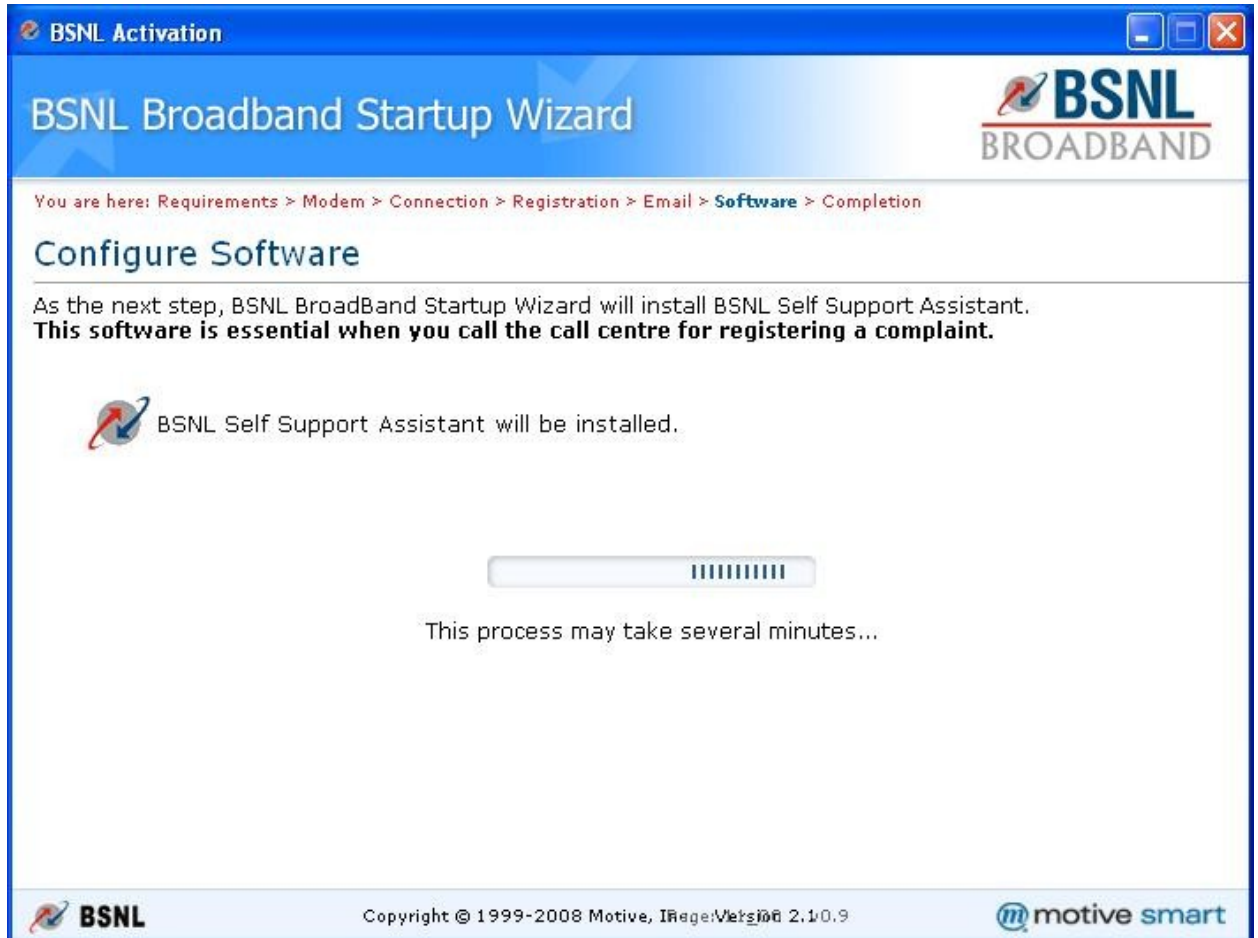 BSNL Activation
BSNL Broadband Startup Wizard
BSNL
BROADBAND
You are here: Requirements > Modem > Connection > Registration > Email > Software > Completion
Configure Software
As the next step, BSNL BroadBand Startup Wizard will install BSNL Self Support Assistant.
This software is essential when you call the call centre for registering a complaint.
BSNL Self Support Assistant will be installed.
This process may take several minutes...
BSNL
Copyright © 1999-2008 Motive,
motive smart